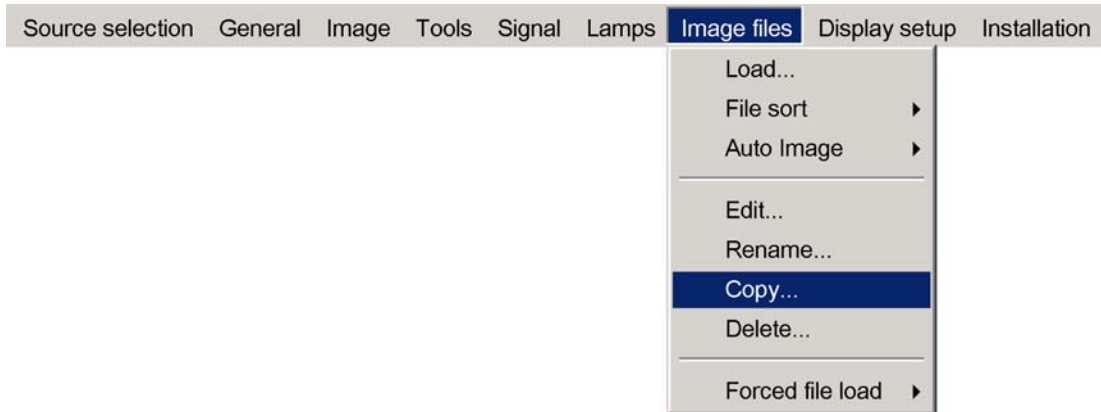 Source selection General Image Tools Signal Lamps Image files Display setup Installation
Load...
File sort
Auto Image
Edit...
Rename...
Copy...
Delete...
Forced file load